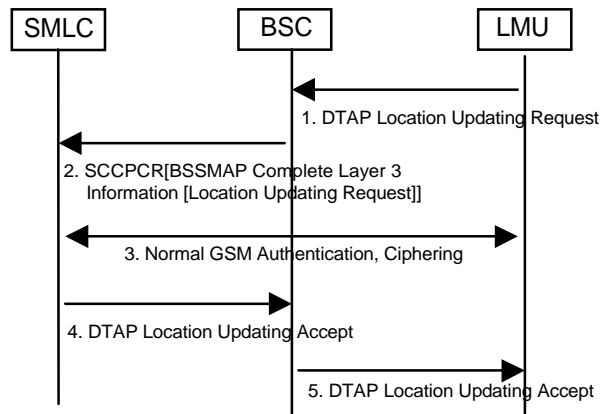 SMLC BSC LMU
1. DTAP Location Updating Request
2. SCCPCR[BSSMAP Complete Layer 3
Information [Location Updating Request]]
3. Normal GSM Authentication, Ciphering
4. DTAP Location Updating Accept
5. DTAP Location Updating Accept